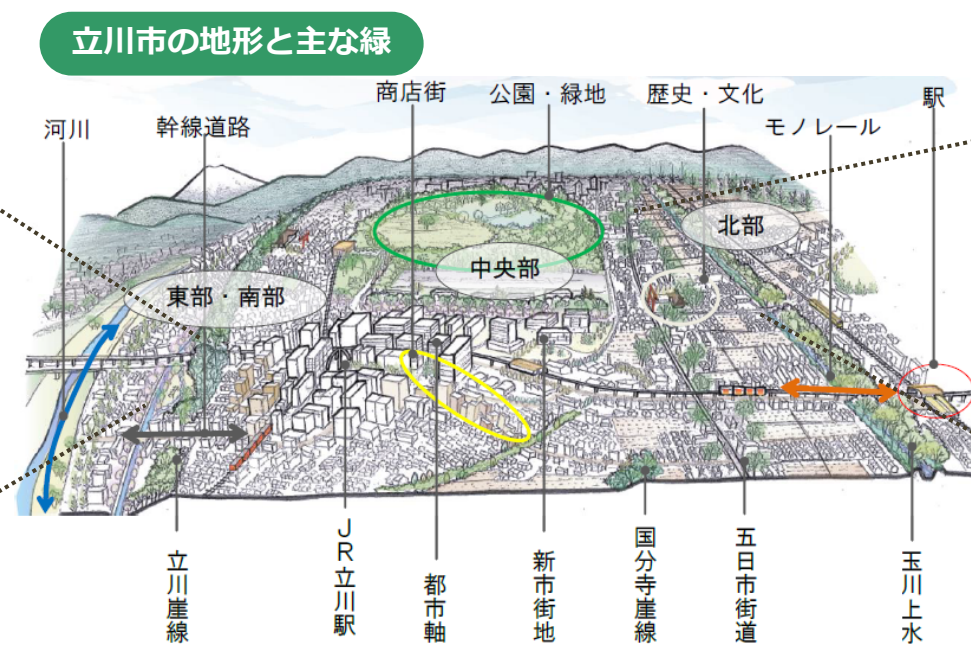 立川市の地形と主な緑
商店街
公園・緑地
歴史・文化
駅
河川
幹線道路
モノレール
北部
中央部
東部・南部
立川崖線
JR立川駅
都市軸
新市街地
国分寺崖線
五日市街道
玉川上水